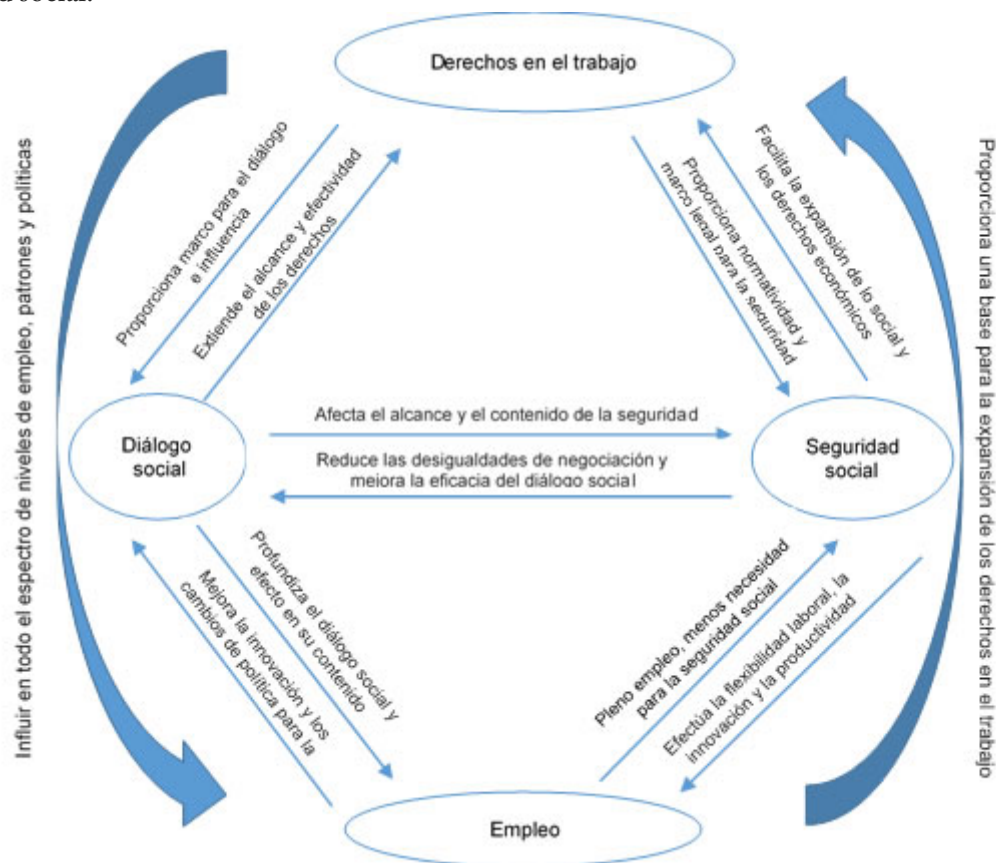 social.
Derechos en el trabajo
Influir en todo el espectro de niveles de empleo, patrones y políticas
Proporciona marco para el diálogo
e influencia
Extiende el alcance y efectividad
de los derechos
Proporciona normatividad y
marco legal para la seguridad
Facilita la expansión de lo social y
los derechos económicos
Proporciona una base para la expansión de los derechos en el trabajo
Diálogo
social
Afecta el alcance y el contenido de la seguridad
Reduce las desigualdades de negociación y
mejora la eficacia del diálogo social
Seguridad
social
Profundiza el diálogo social y
efecto en su contenido
Mejora la innovación y los
cambios de política para la
Pleno empleo, menos necesidad
para la seguridad social
Efectúa la flexibilidad laboral, la
innovación y la productividad
Empleo